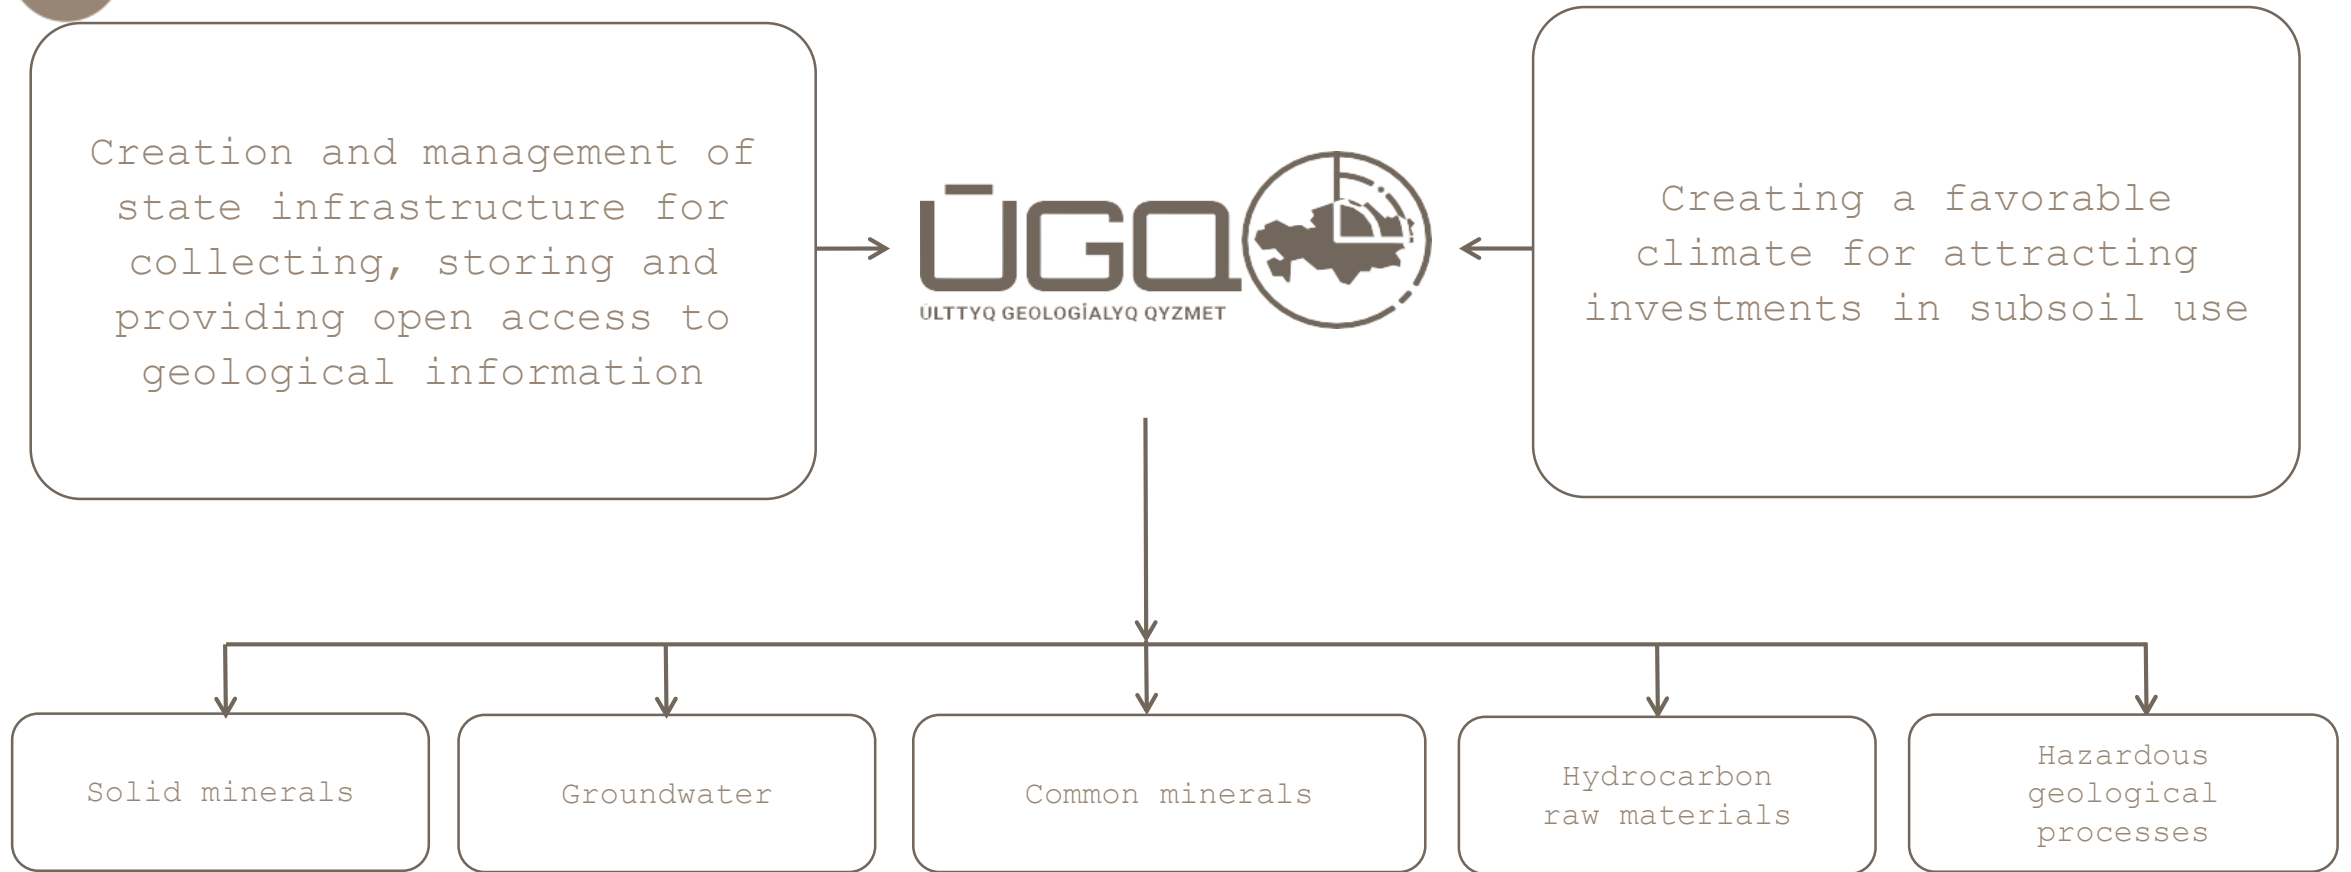 Creation and management of
state infrastructure for
collecting, storing and
providing open access to
geological information
ŪGQ
ŪLTTYQ GEOLOGİALYQ QYZMET
Creating a favorable
climate for attracting
investments in subsoil use
Solid minerals
Groundwater
Common minerals
Hydrocarbon
raw materials
Hazardous
geological
processes